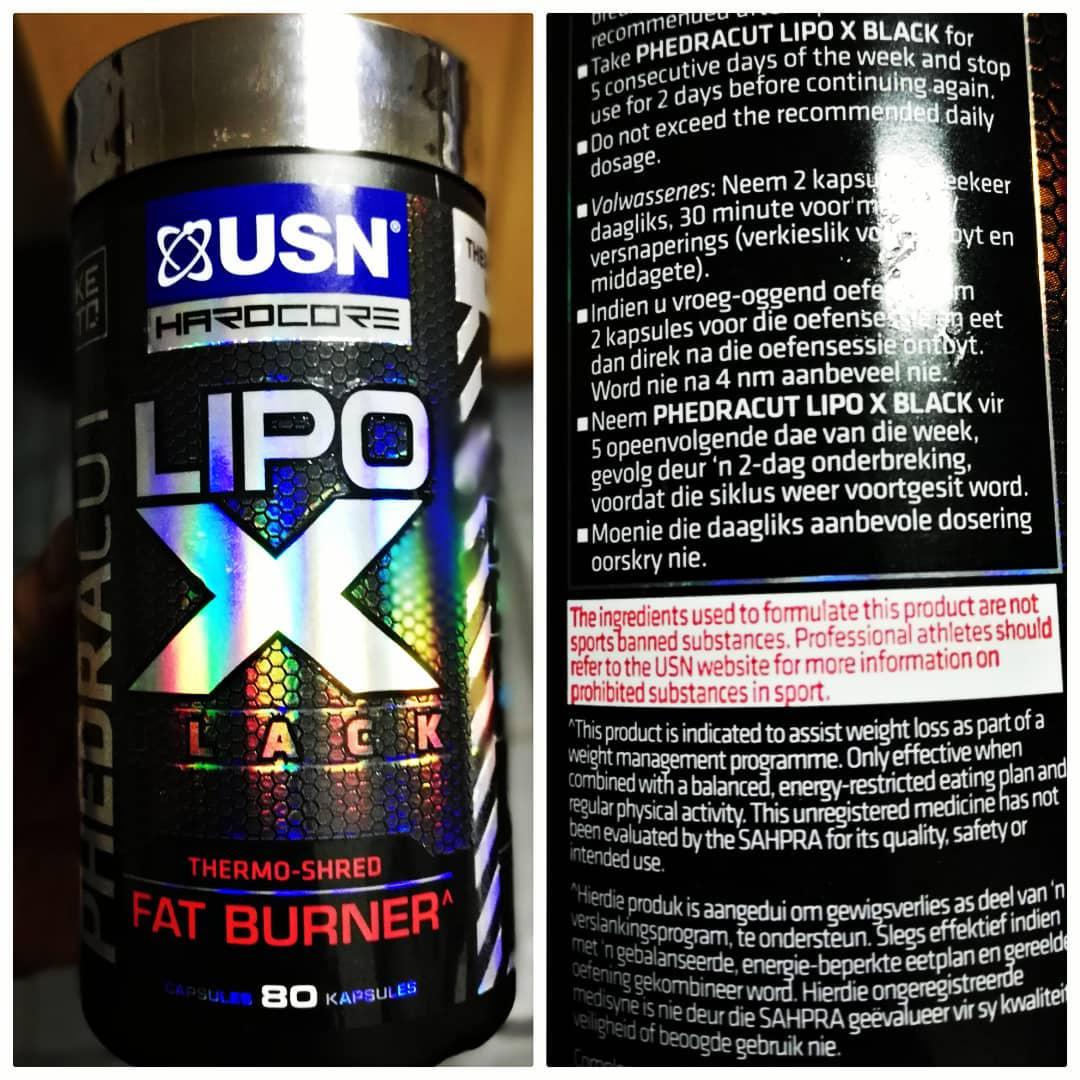 USN®
HARDCORE
LIPO
X
LACK
THERMO-SHRED
FAT BURNER^
CAPSULES 80 KAPSULES
PHEDRACUT
recommended
■Take PHEDRACUT LIPO X BLACK for
5 consecutive days of the week and stop
use for 2 days before continuing again.
■Do not exceed the recommended daily
dosage.
■Volwassenes: Neem 2
daagliks, 30 minute voor
versnaperings (verkieslik en
middagete).
■Indien u vroeg-oggend
2 kapsules voor die eet
dan direk na die oefensessie ontbyt.
Word nie na 4 nm aanbeveel nie.
■Neem PHEDRACUT LIPO X BLACK vir
5 opeenvolgende dae van die week,
gevolg deur 'n 2-dag onderbreking,
voordat die siklus weer voortgesit word.
■Moenie die daagliks aanbevole dosering
oorskry nie.
The ingredients used to formulate this product are not
sports banned substances. Professional athletes should
refer to the USN website for more information on
prohibited substances in sport.
^This product is indicated to assist weight loss as part of a
weight management programme. Only effective when
combined with a balanced, energy-restricted eating plan and
regular physical activity. This unregistered medicine has not
been evaluated by the SAHPRA for its quality, safety or
intended use.
^Hierdie produk is aangedui om gewigsverlies as deel van 'n
verslankingsprogram, te ondersteun. Slegs effektief indien
met 'n gebalanseerde, energie-beperkte eetplan en gereelde
oefening gekombineer word. Hierdie ongeregistreerde
medisyne is nie deur die SAHPRA geëvalueer vir sy kwaliteit
veiligheid of beoogde gebruik nie.